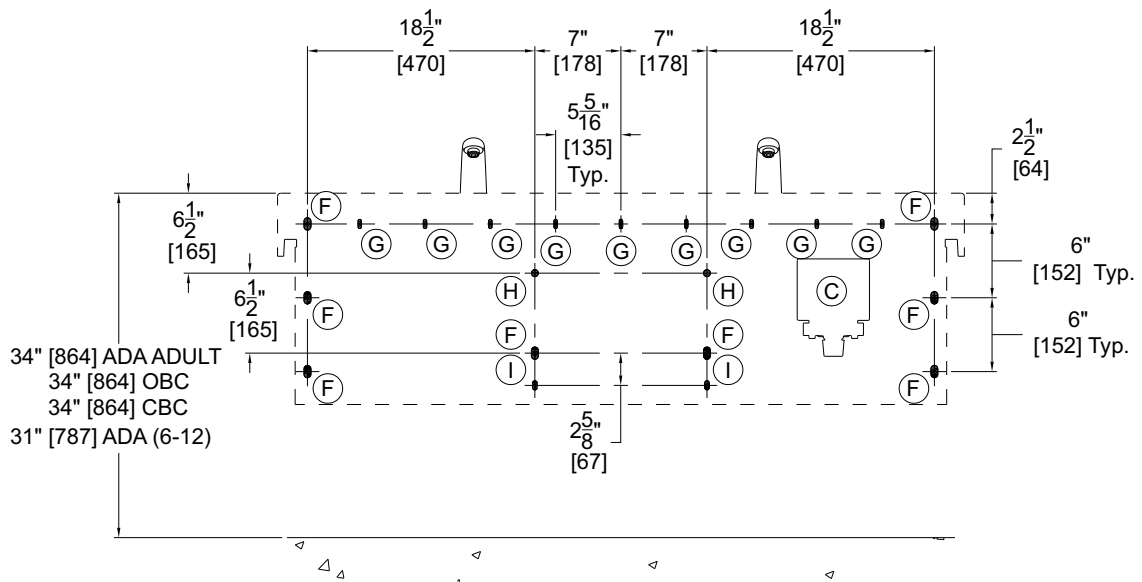 18 1/2" 7" 7" 18 1/2"
[470] [178] [178] [470]
5 5/16"
[135]
Typ.
2 1/2"
[64]
6 1/2"
[165]
F F
G G G G G G G G G
6"
[152] Typ.
H H C
6 1/2"
[165]
F F F F
I I
6"
[152] Typ.
F F
34" [864] ADA ADULT
34" [864] OBC
34" [864] CBC
31" [787] ADA (6-12)
2 5/8"
[67]